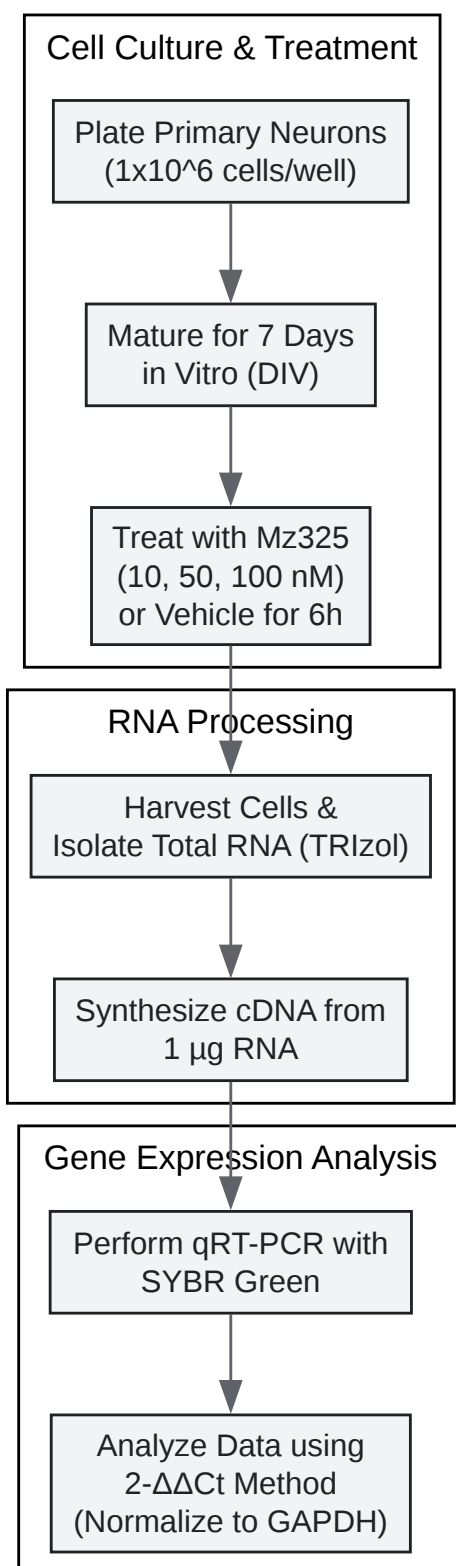 Cell Culture & Treatment
Plate Primary Neurons
(1x10^6 cells/well)
Mature for 7 Days
in Vitro (DIV)
Treat with Mz325
(10, 50, 100 nM)
or Vehicle for 6h
RNA Processing
Harvest Cells &
Isolate Total RNA (TRIzol)
Synthesize cDNA from
1 µg RNA
Gene Expression Analysis
Perform qRT-PCR with
SYBR Green
Analyze Data using
2-ΔΔCt Method
(Normalize to GAPDH)